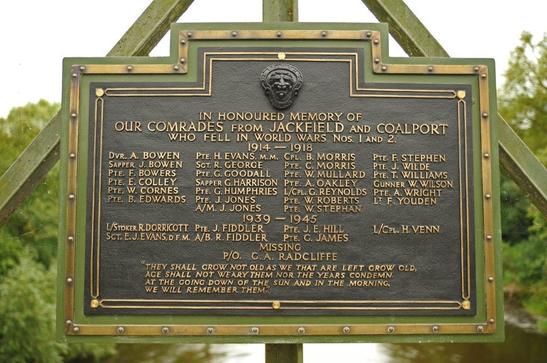 IN HONOURED MEMORY OF
OUR COMRADES FROM JACKFIELD AND COALPORT
WHO FELL IN WORLD WARS Nos. 1 AND 2.
1914 — 1918
DVR. A. BOWEN PTE. H. EVANS. M.M. CPL. B. MORRIS PTE. F. STEPHEN
SAPPER J. BOWEN SGT. R. GEORGE PTE. C. MORRIS PTE. J. WILDE
PTE. F. BOWERS PTE. G. GOODALL PTE. W. MULLARD PTE. T. WILLIAMS
PTE. E. COLLEY SAPPER G. HARRISON PTE. A. OAKLEY GUNNER W. WILSON
PTE. W. CORNES PTE. G. HUMPHRIES L/CPL. G. REYNOLDS PTE. A. WRIGHT
PTE. B. EDWARDS PTE. J. JONES PTE. W. ROBERTS LT. F. YOUDEN
A/M. J. JONES PTE. W. STEPHAN
1939 — 1945
L/STOKER R. DORRICOTT PTE. J. FIDDLER PTE. J. E. HILL L/CPL. H. VENN
SGT. E. J. EVANS, D.F.M. A/B. R. FIDDLER PTE. G. JAMES
MISSING
P/O. G. A. RADCLIFFE
"THEY SHALL GROW NOT OLD AS WE THAT ARE LEFT GROW OLD,
AGE SHALL NOT WEARY THEM NOR THE YEARS CONDEMN
AT THE GOING DOWN OF THE SUN AND IN THE MORNING,
WE WILL REMEMBER THEM."